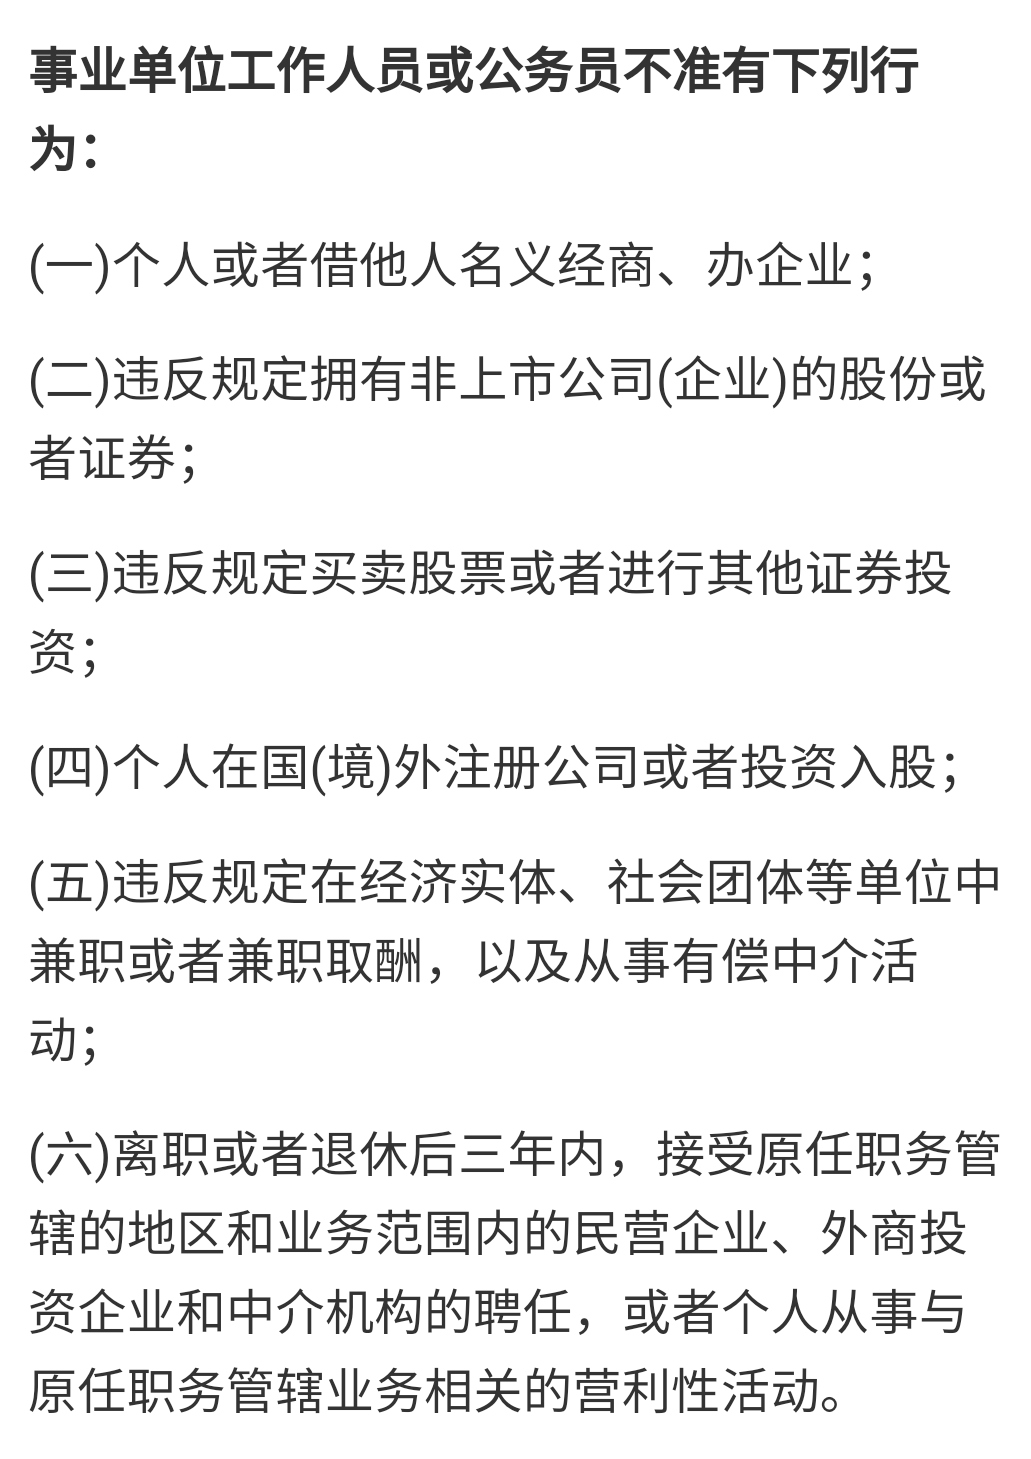 事业单位工作人员或公务员不准有下列行
为：
(一)个人或者借他人名义经商、办企业；
(二)违反规定拥有非上市公司(企业)的股份或
者证券；
(三)违反规定买卖股票或者进行其他证券投
资；
(四)个人在国(境)外注册公司或者投资入股；
(五)违反规定在经济实体、社会团体等单位中
兼职或者兼职取酬，以及从事有偿中介活
动；
(六)离职或者退休后三年内，接受原任职务管
辖的地区和业务范围内的民营企业、外商投
资企业和中介机构的聘任，或者个人从事与
原任职务管辖业务相关的营利性活动。